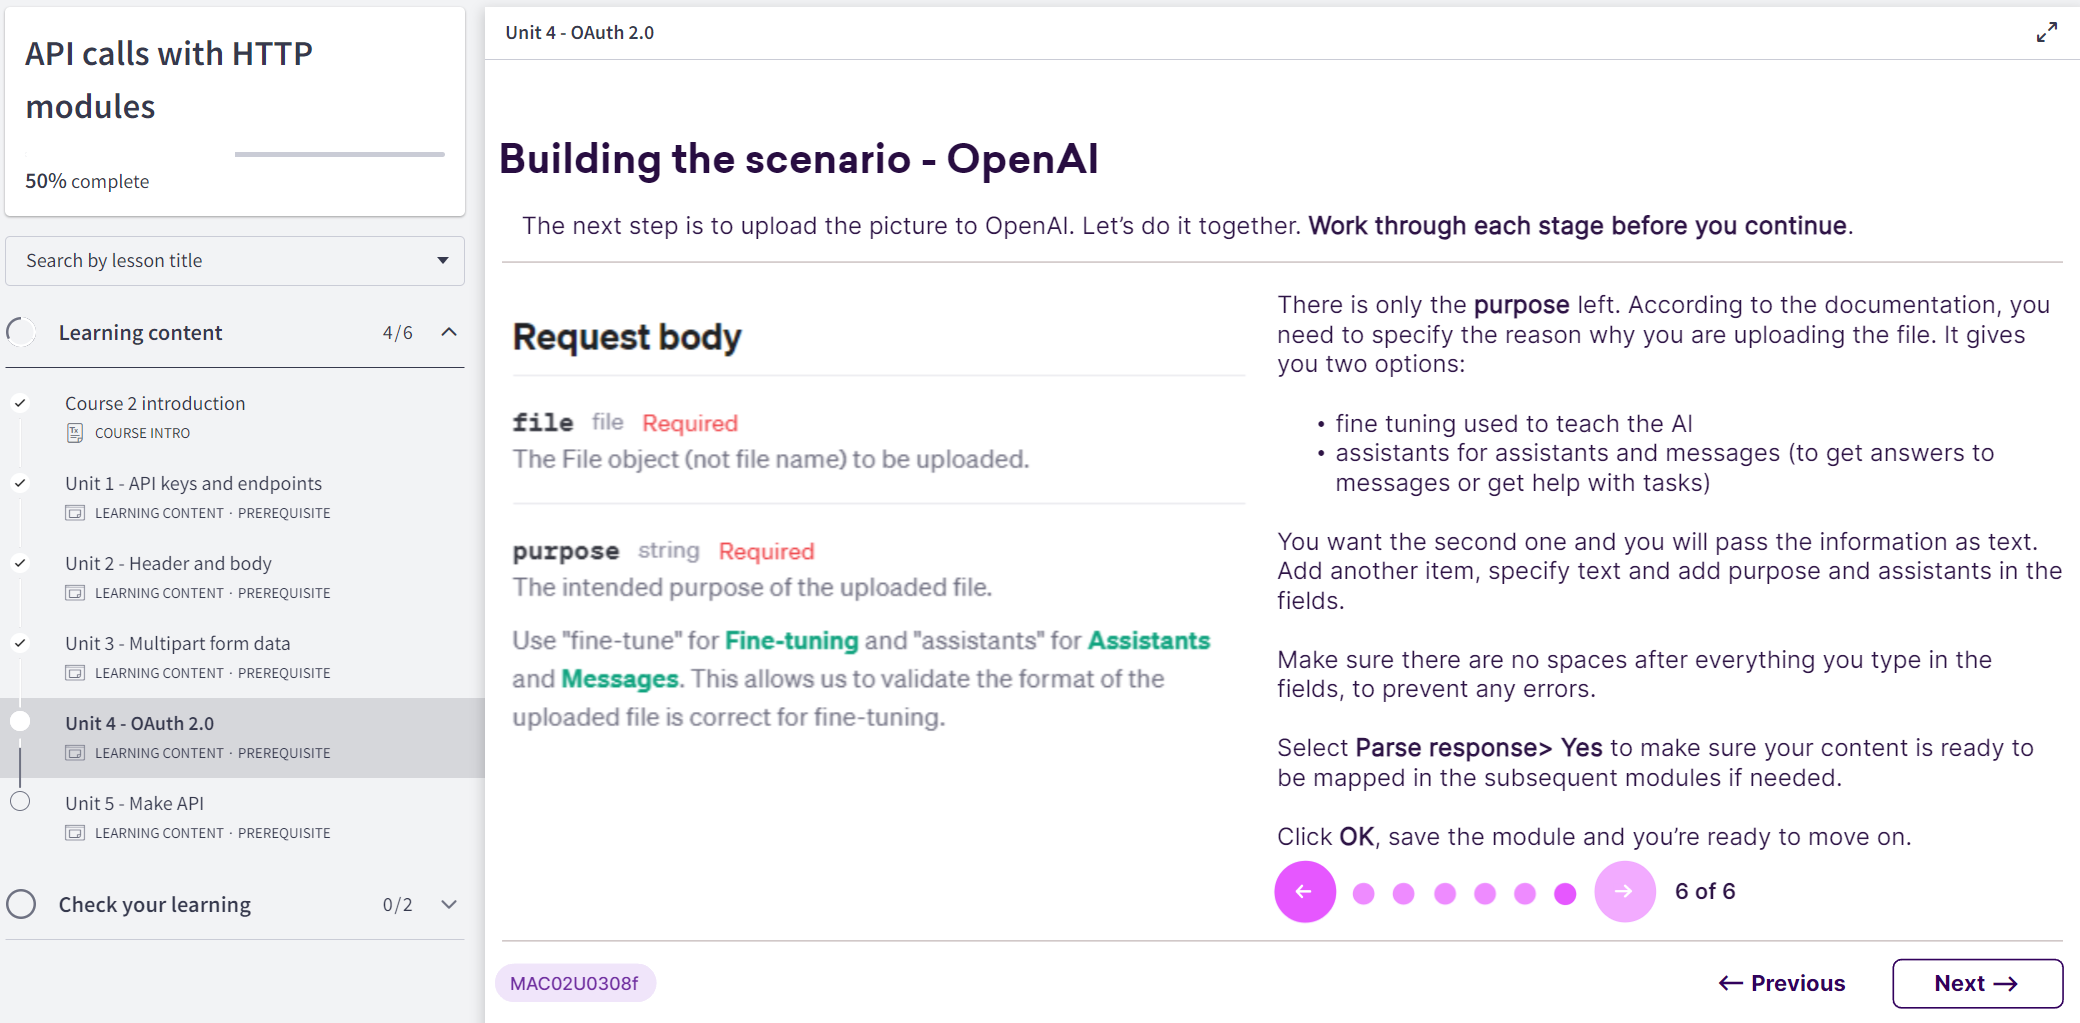 API calls with HTTP
modules
50% complete
Search by lesson title
Learning content 4/6
Course 2 introduction
COURSE INTRO
Unit 1 - API keys and endpoints
LEARNING CONTENT · PREREQUISITE
Unit 2 - Header and body
LEARNING CONTENT · PREREQUISITE
Unit 3 - Multipart form data
LEARNING CONTENT · PREREQUISITE
Unit 4 - OAuth 2.0
LEARNING CONTENT · PREREQUISITE
Unit 5 - Make API
LEARNING CONTENT · PREREQUISITE
Check your learning 0/2
Unit 4 - OAuth 2.0
Building the scenario - OpenAI
The next step is to upload the picture to OpenAI. Let’s do it together. Work through each stage before you continue.
Request body
file file Required
The File object (not file name) to be uploaded.
purpose string Required
The intended purpose of the uploaded file.
Use "fine-tune" for Fine-tuning and "assistants" for Assistants
and Messages. This allows us to validate the format of the
uploaded file is correct for fine-tuning.
There is only the purpose left. According to the documentation, you
need to specify the reason why you are uploading the file. It gives
you two options:
• fine tuning used to teach the AI
• assistants for assistants and messages (to get answers to
messages or get help with tasks)
You want the second one and you will pass the information as text.
Add another item, specify text and add purpose and assistants in the
fields.
Make sure there are no spaces after everything you type in the
fields, to prevent any errors.
Select Parse response> Yes to make sure your content is ready to
be mapped in the subsequent modules if needed.
Click OK, save the module and you’re ready to move on.
← → 6 of 6
MAC02U0308f
← Previous Next →